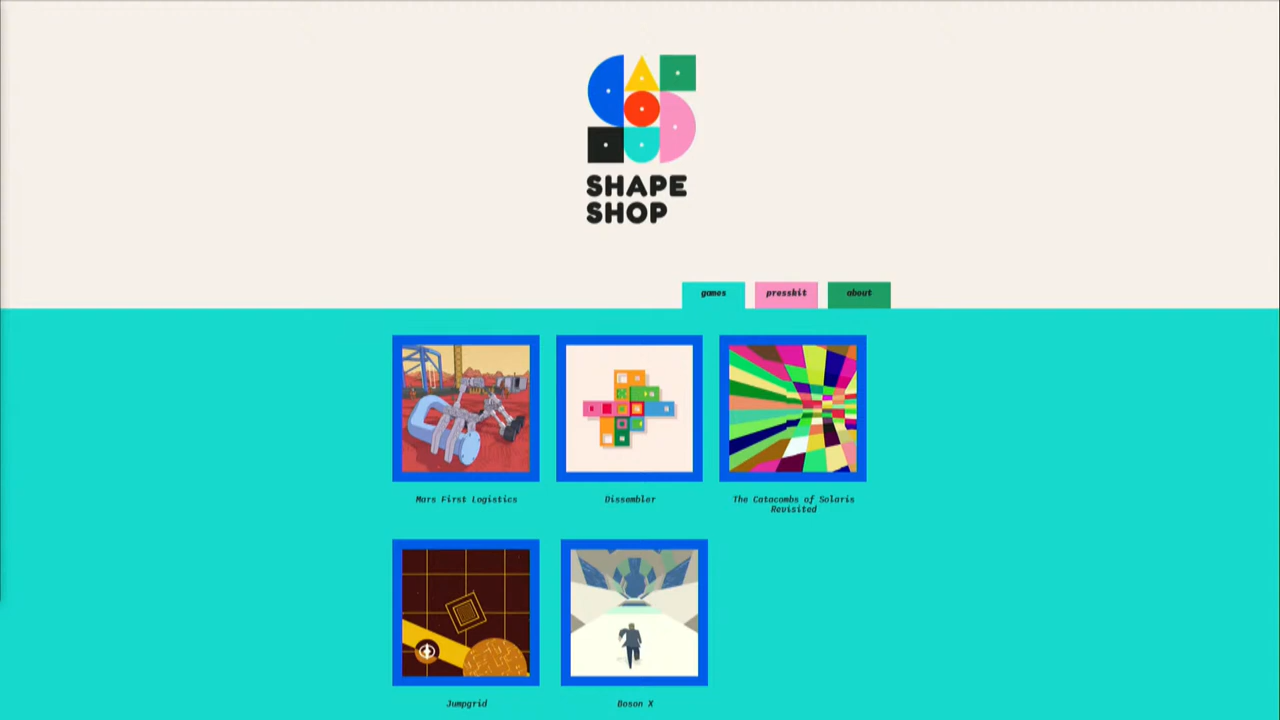 SHAPE
SHOP
games
presskit
about
Mars First Logistics
Dissembler
The Catacombs of Solaris
Revisited
Jumpgrid
Boson X